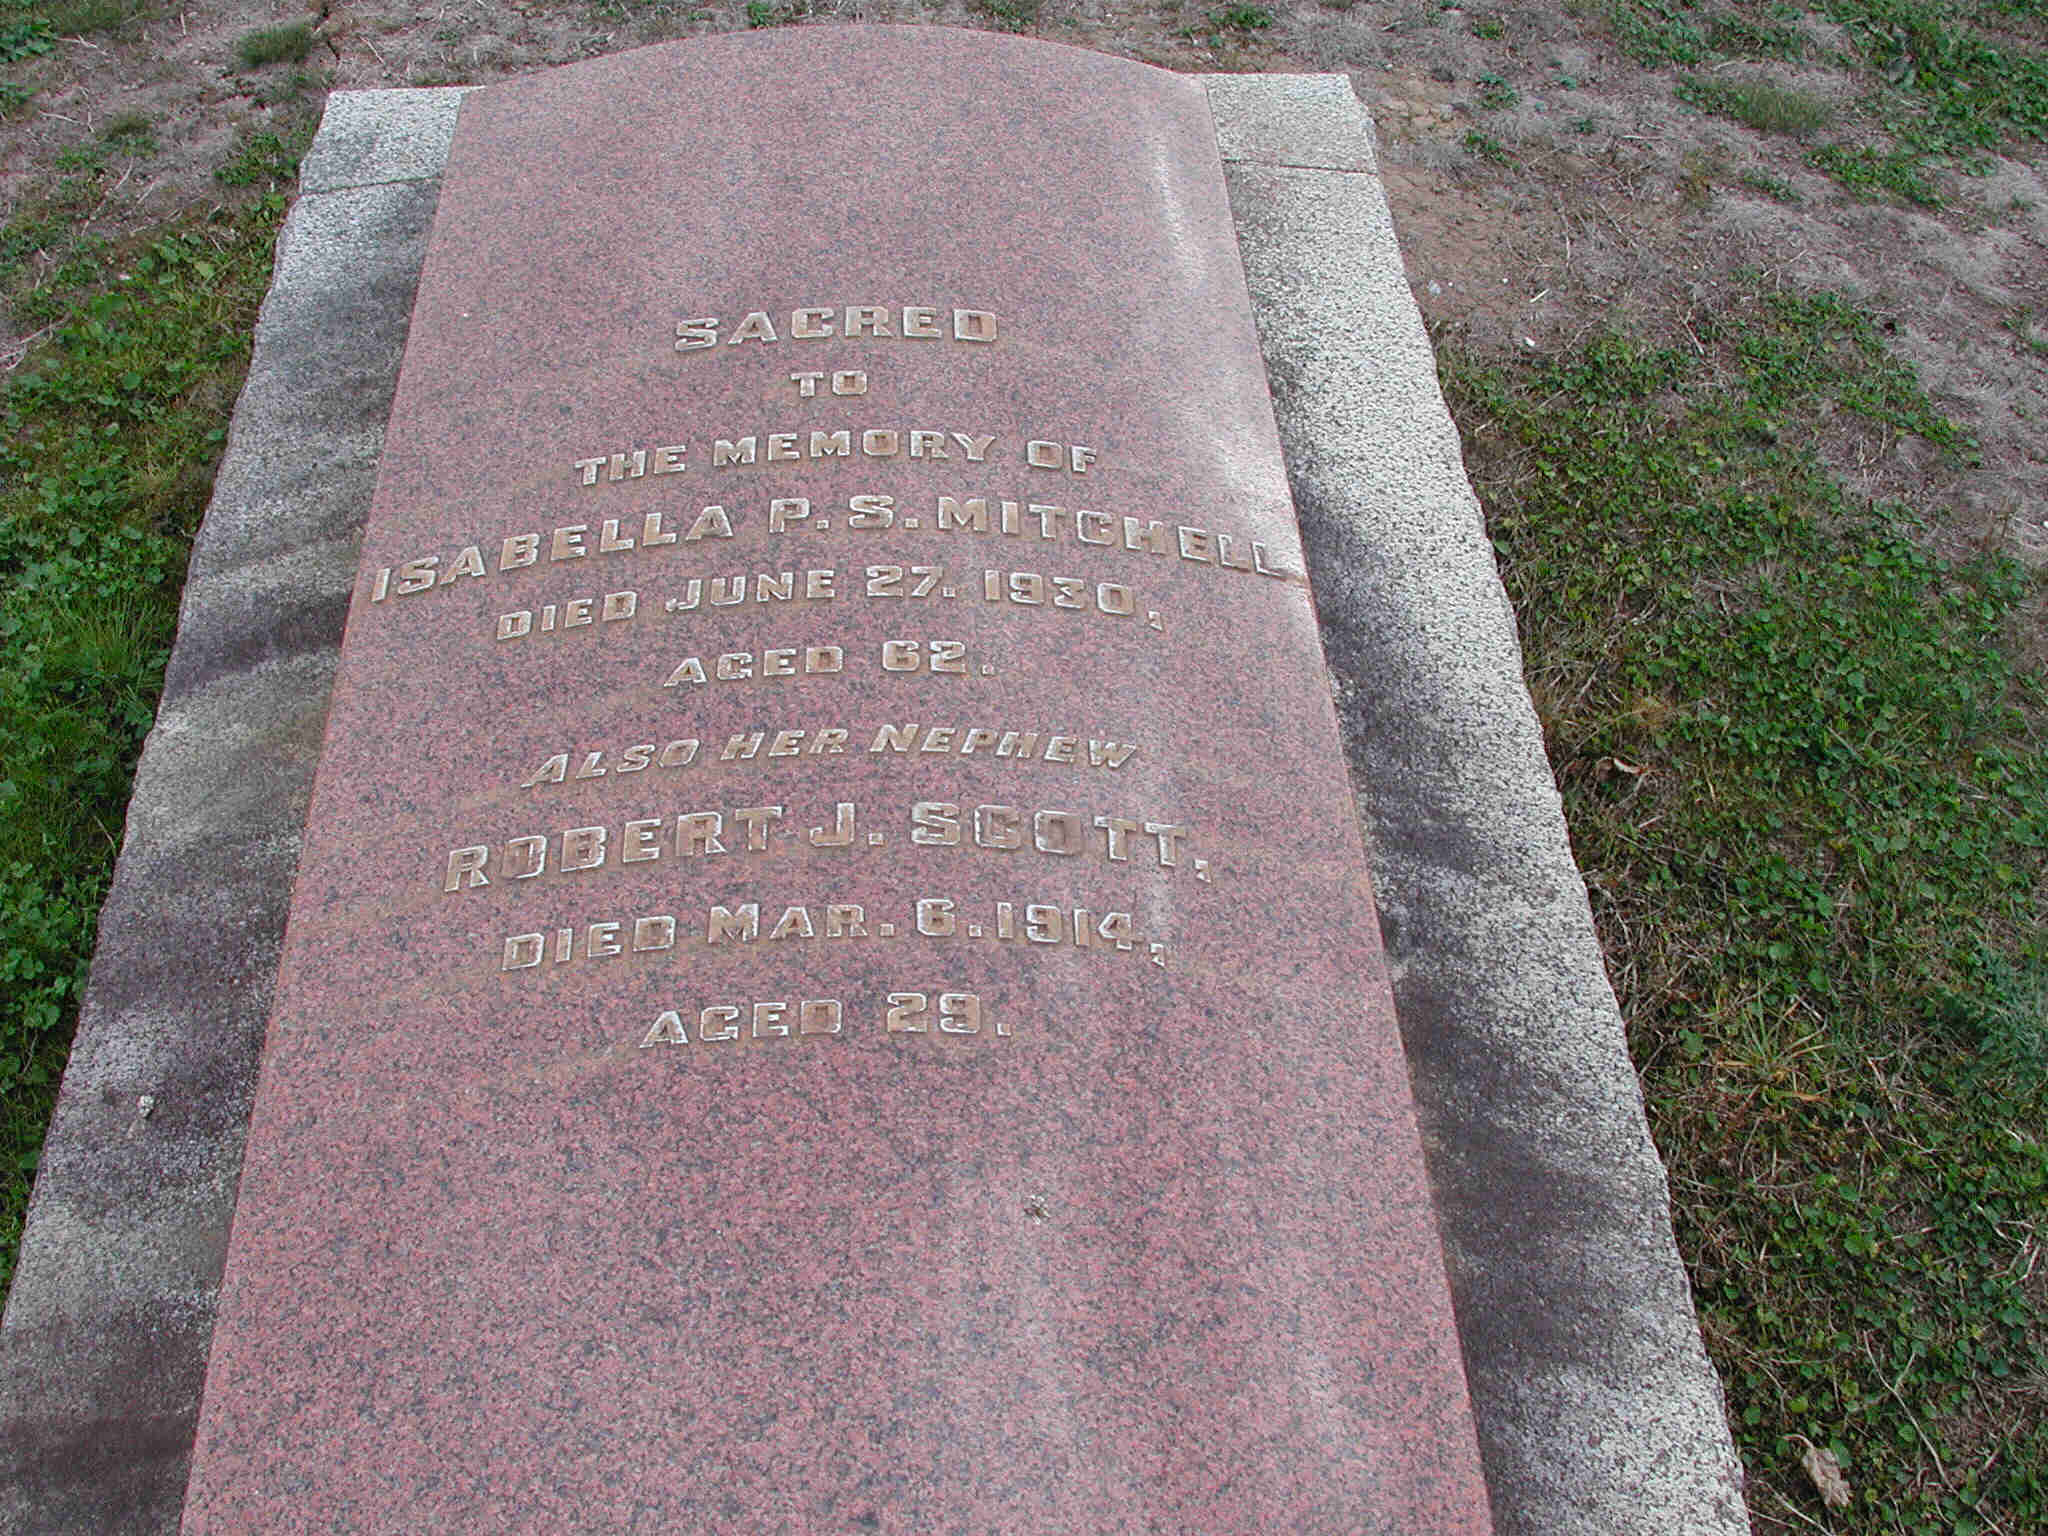 SACRED
TO
THE MEMORY OF
ISABELLA P. S. MITCHELL
DIED JUNE 27. 1930,
AGED 62.
ALSO HER NEPHEW
ROBERT J. SCOTT,
DIED MAR. 6. 1914,
AGED 29.